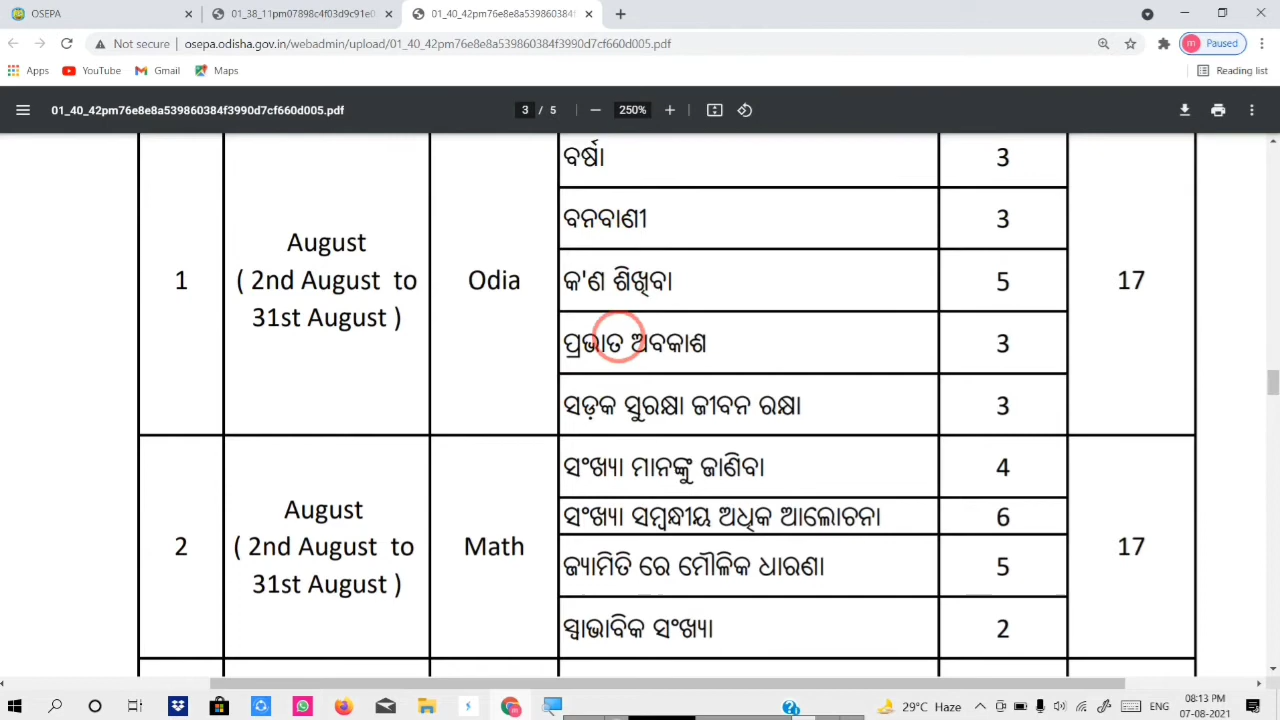 OSEPA
01_38_11pm07898c4f03d9c91e0
01_40_42pm76e8e8a539860384f
Not secure | osepa.odisha.gov.in/webadmin/upload/01_40_42pm76e8e8a539860384f3990d7cf660d005.pdf
m Paused
Apps YouTube Gmail Maps Reading list
01_40_42pm76e8e8a539860384f3990d7cf660d005.pdf 3 / 5 250%
ବର୍ଷା 3
ବନବାଣୀ 3
1 August ( 2nd August to 31st August ) Odia କ'ଣ ଶିଖିବା 5 17
ପ୍ରଭାତ ଅବକାଶ 3
ସଡ଼କ ସୁରକ୍ଷା ଜୀବନ ରକ୍ଷା 3
ସଂଖ୍ୟା ମାନଙ୍କୁ ଜାଣିବା 4
ସଂଖ୍ୟା ସମ୍ବନ୍ଧୀୟ ଅଧିକ ଆଲୋଚନା 6
2 August ( 2nd August to 31st August ) Math ଜ୍ୟାମିତି ରେ ମୌଳିକ ଧାରଣା 5 17
ସ୍ୱାଭାବିକ ସଂଖ୍ୟା 2
29°C Haze ENG 08:13 PM
07-08-2021